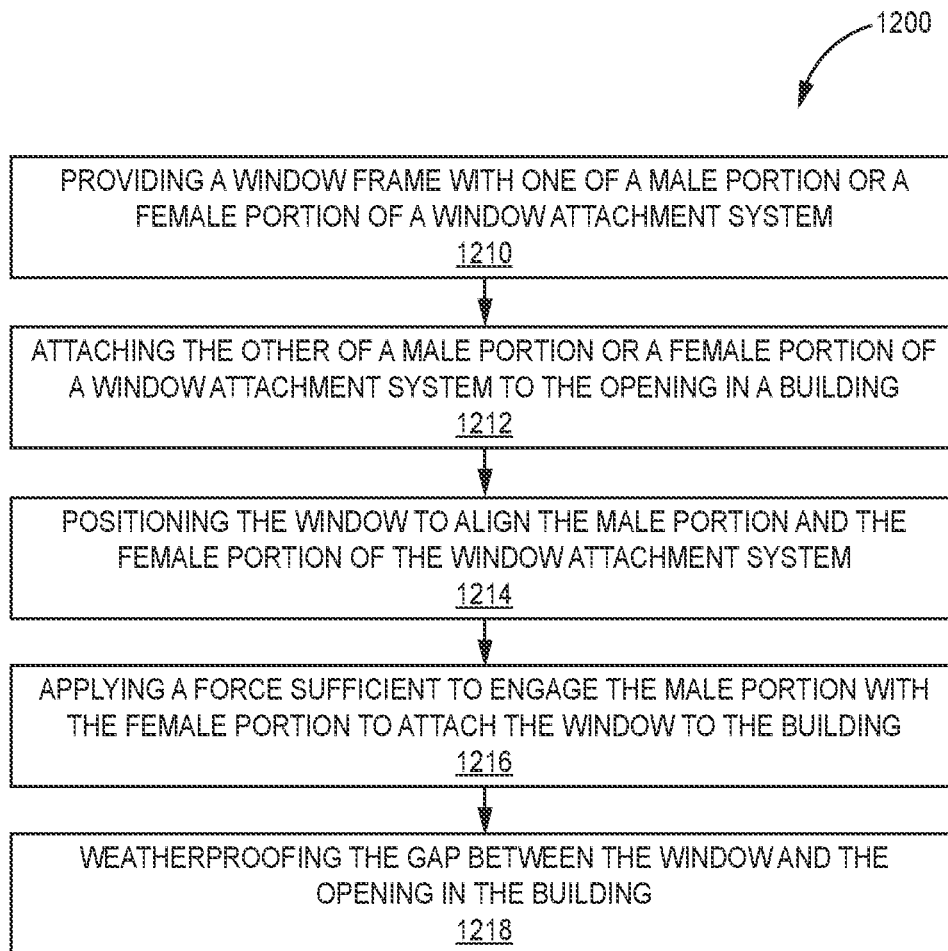 1200
PROVIDING A WINDOW FRAME WITH ONE OF A MALE PORTION OR A
FEMALE PORTION OF A WINDOW ATTACHMENT SYSTEM
1210
ATTACHING THE OTHER OF A MALE PORTION OR A FEMALE PORTION OF
A WINDOW ATTACHMENT SYSTEM TO THE OPENING IN A BUILDING
1212
POSITIONING THE WINDOW TO ALIGN THE MALE PORTION AND THE
FEMALE PORTION OF THE WINDOW ATTACHMENT SYSTEM
1214
APPLYING A FORCE SUFFICIENT TO ENGAGE THE MALE PORTION WITH
THE FEMALE PORTION TO ATTACH THE WINDOW TO THE BUILDING
1216
WEATHERPROOFING THE GAP BETWEEN THE WINDOW AND THE
OPENING IN THE BUILDING
1218